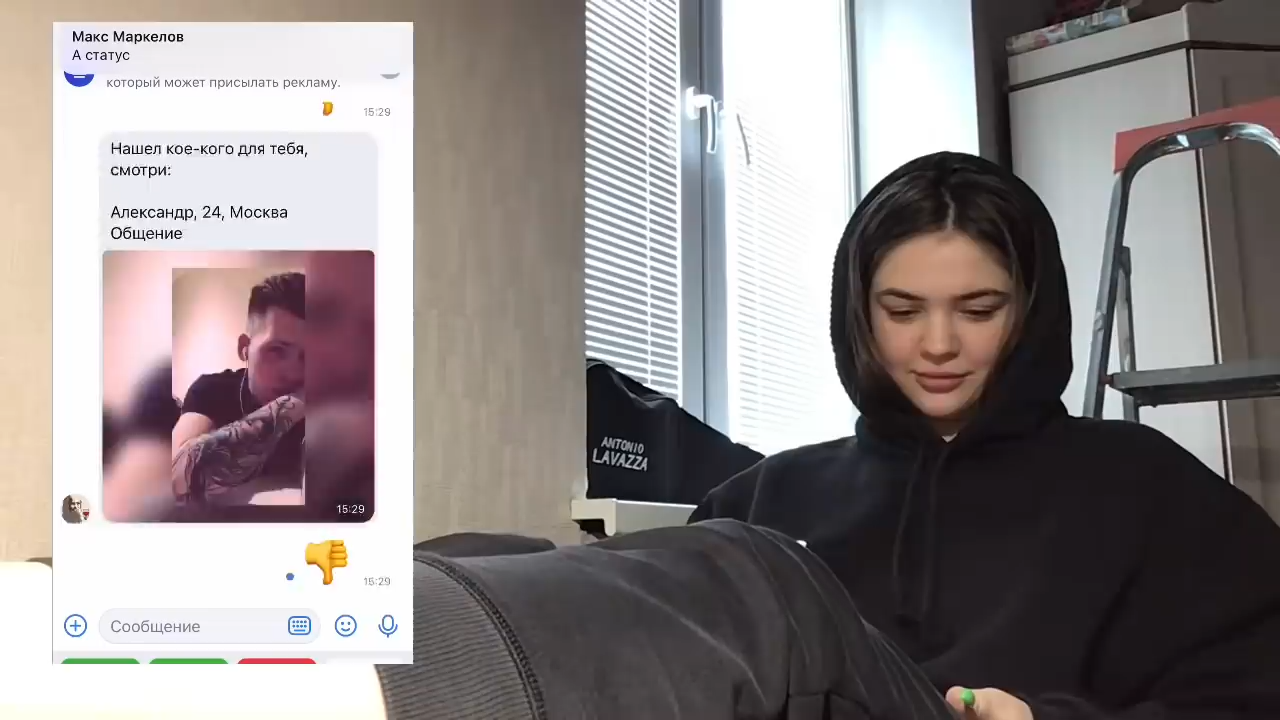 Макс Маркелов
А статус
который может присылать рекламу.
15:29
Нашел кое-кого для тебя,
смотри:
Александр, 24, Москва
Общение
15:29
15:29
Сообщение
ANTONIO
LAVAZZA